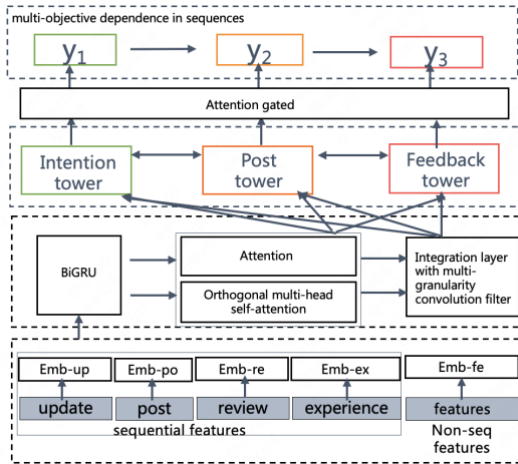 multi-objective dependence in sequences
y1 y2 y3
Attention gated
Intention Post Feedback
tower tower tower
BiGRU
Attention
Orthogonal multi-head
self-attention
Integration layer
with multi-
granularity
convolution filter
Emb-up Emb-po Emb-re Emb-ex Emb-fe
update post review experience features
sequential features
Non-seq
features